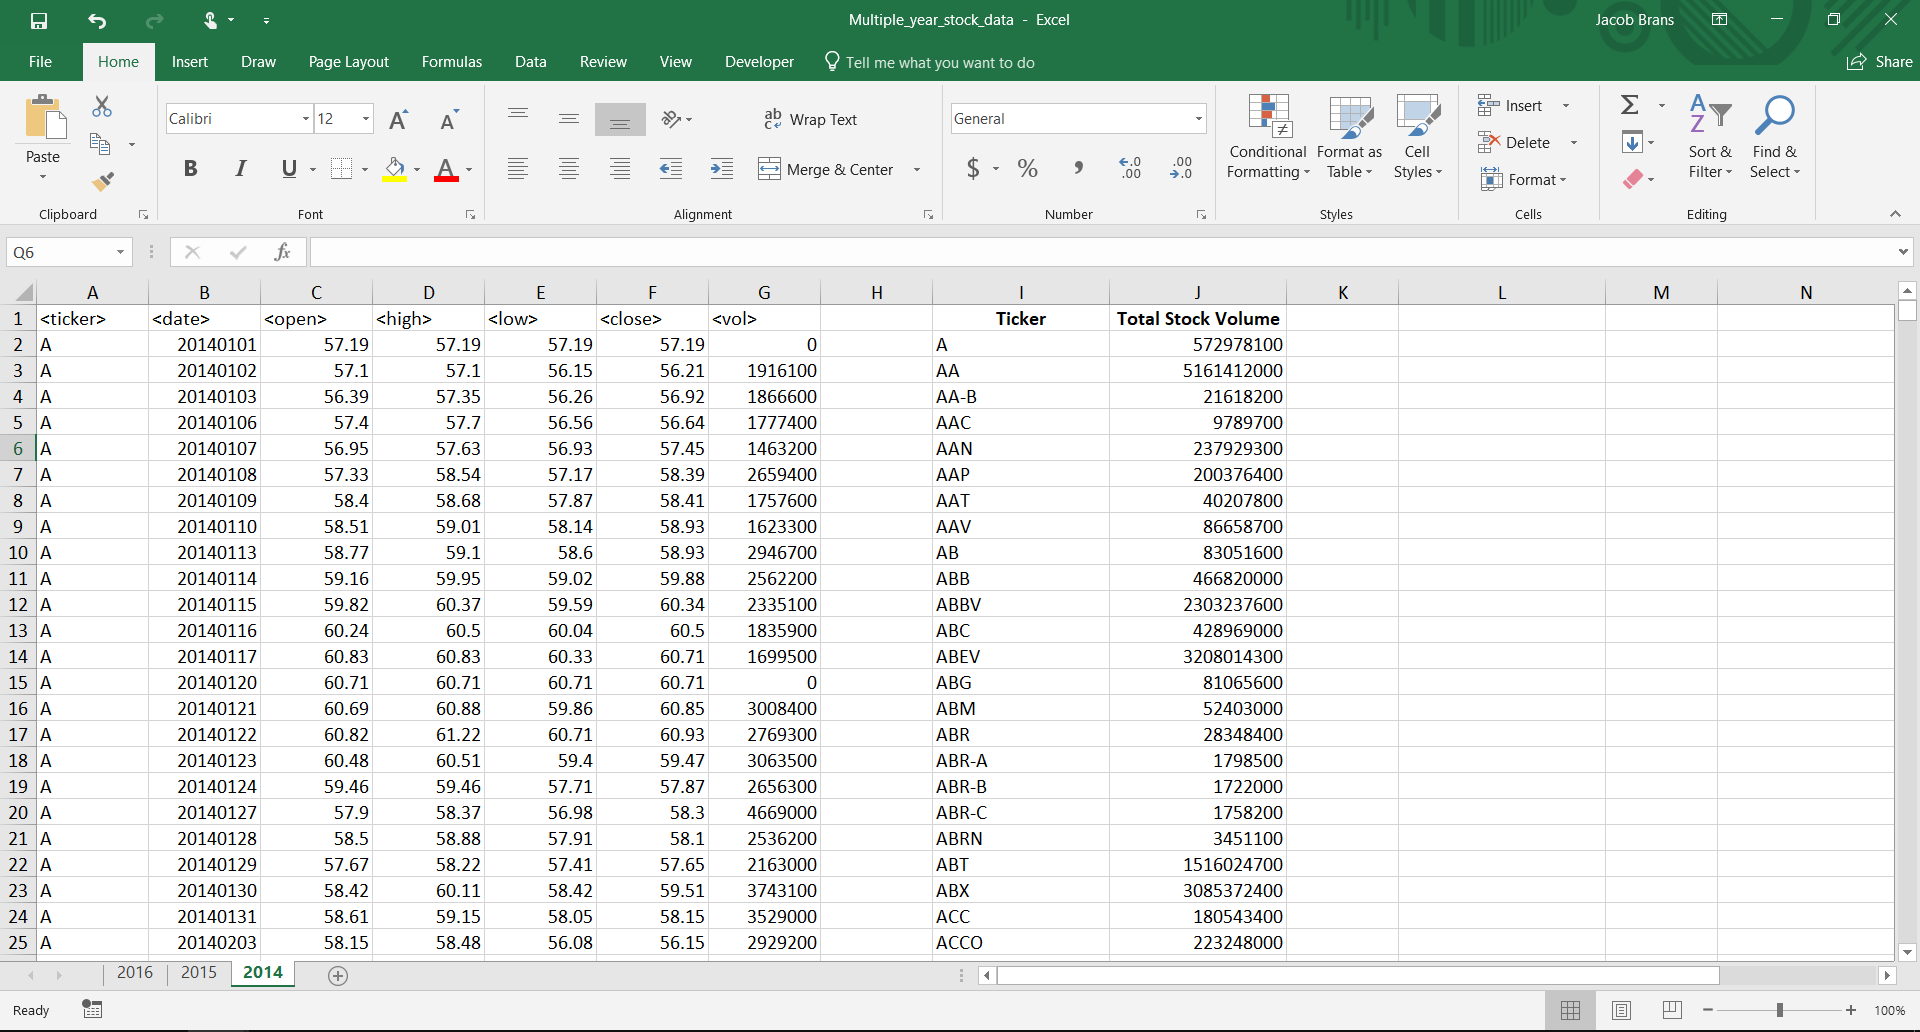 Multiple_year_stock_data - Excel
Jacob Brans
File Home Insert Draw Page Layout Formulas Data Review View Developer Tell me what you want to do Share
Paste
Clipboard
Calibri 12
B I U A
Font
Wrap Text
Merge & Center
Alignment
General
$ % , .00 .0
Number
Conditional Formatting
Format as Table
Cell Styles
Styles
Insert
Delete
Format
Cells
Sort & Filter
Find & Select
Editing
Q6 fx
A B C D E F G H I J K L M N
1 <ticker> <date> <open> <high> <low> <close> <vol> Ticker Total Stock Volume
2 A 20140101 57.19 57.19 57.19 57.19 0 A 572978100
3 A 20140102 57.1 57.1 56.15 56.21 1916100 AA 5161412000
4 A 20140103 56.39 57.35 56.26 56.92 1866600 AA-B 21618200
5 A 20140106 57.4 57.7 56.56 56.64 1777400 AAC 9789700
6 A 20140107 56.95 57.63 56.93 57.45 1463200 AAN 237929300
7 A 20140108 57.33 58.54 57.17 58.39 2659400 AAP 200376400
8 A 20140109 58.4 58.68 57.87 58.41 1757600 AAT 40207800
9 A 20140110 58.51 59.01 58.14 58.93 1623300 AAV 86658700
10 A 20140113 58.77 59.1 58.6 58.93 2946700 AB 83051600
11 A 20140114 59.16 59.95 59.02 59.88 2562200 ABB 466820000
12 A 20140115 59.82 60.37 59.59 60.34 2335100 ABBV 2303237600
13 A 20140116 60.24 60.5 60.04 60.5 1835900 ABC 428969000
14 A 20140117 60.83 60.83 60.33 60.71 1699500 ABEV 3208014300
15 A 20140120 60.71 60.71 60.71 60.71 0 ABG 81065600
16 A 20140121 60.69 60.88 59.86 60.85 3008400 ABM 52403000
17 A 20140122 60.82 61.22 60.71 60.93 2769300 ABR 28348400
18 A 20140123 60.48 60.51 59.4 59.47 3063500 ABR-A 1798500
19 A 20140124 59.46 59.46 57.71 57.87 2656300 ABR-B 1722000
20 A 20140127 57.9 58.37 56.98 58.3 4669000 ABR-C 1758200
21 A 20140128 58.5 58.88 57.91 58.1 2536200 ABRN 3451100
22 A 20140129 57.67 58.22 57.41 57.65 2163000 ABT 1516024700
23 A 20140130 58.42 60.11 58.42 59.51 3743100 ABX 3085372400
24 A 20140131 58.61 59.15 58.05 58.15 3529000 ACC 180543400
25 A 20140203 58.15 58.48 56.08 56.15 2929200 ACCO 223248000
2016 2015 2014
Ready 100%